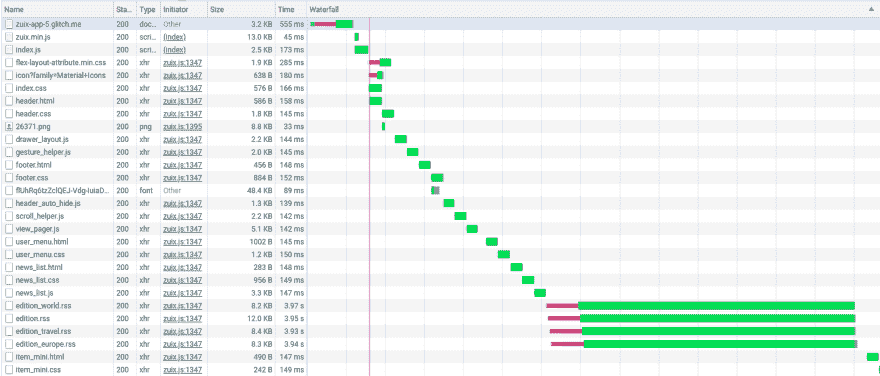 Name Sta... Type Initiator Size Time Waterfall
zuix-app-5.glitch.me 200 doc... Other 3.2 KB 555 ms
zuix.min.js 200 scri... (index) 13.0 KB 45 ms
index.js 200 scri... (index) 2.5 KB 173 ms
flex-layout-attribute.min.css 200 xhr zuix.js:1347 1.9 KB 285 ms
icon?family=Material+Icons 200 xhr zuix.js:1347 638 B 180 ms
index.css 200 xhr zuix.js:1347 576 B 166 ms
header.html 200 xhr zuix.js:1347 586 B 158 ms
header.css 200 xhr zuix.js:1347 1.8 KB 145 ms
26371.png 200 png zuix.js:1395 8.8 KB 33 ms
drawer_layout.js 200 xhr zuix.js:1347 2.2 KB 144 ms
gesture_helper.js 200 xhr zuix.js:1347 2.0 KB 145 ms
footer.html 200 xhr zuix.js:1347 456 B 148 ms
footer.css 200 xhr zuix.js:1347 884 B 152 ms
200 font Other 48.4 KB 89 ms
header_auto_hide.js 200 xhr zuix.js:1347 1.3 KB 139 ms
scroll_helper.js 200 xhr zuix.js:1347 2.2 KB 142 ms
view_pager.js 200 xhr zuix.js:1347 5.1 KB 142 ms
user_menu.html 200 xhr zuix.js:1347 1002 B 145 ms
user_menu.css 200 xhr zuix.js:1347 1.2 KB 150 ms
news_list.html 200 xhr zuix.js:1347 283 B 148 ms
news_list.css 200 xhr zuix.js:1347 956 B 149 ms
news_list.js 200 xhr zuix.js:1347 3.3 KB 147 ms
edition_world.rss 200 xhr zuix.js:1347 8.2 KB 3.97 s
edition.rss 200 xhr zuix.js:1347 12.0 KB 3.95 s
edition_travel.rss 200 xhr zuix.js:1347 8.4 KB 3.93 s
edition_europe.rss 200 xhr zuix.js:1347 8.3 KB 3.94 s
item_mini.html 200 xhr zuix.js:1347 490 B 147 ms
item_mini.css 200 xhr zuix.js:1347 242 B 149 ms